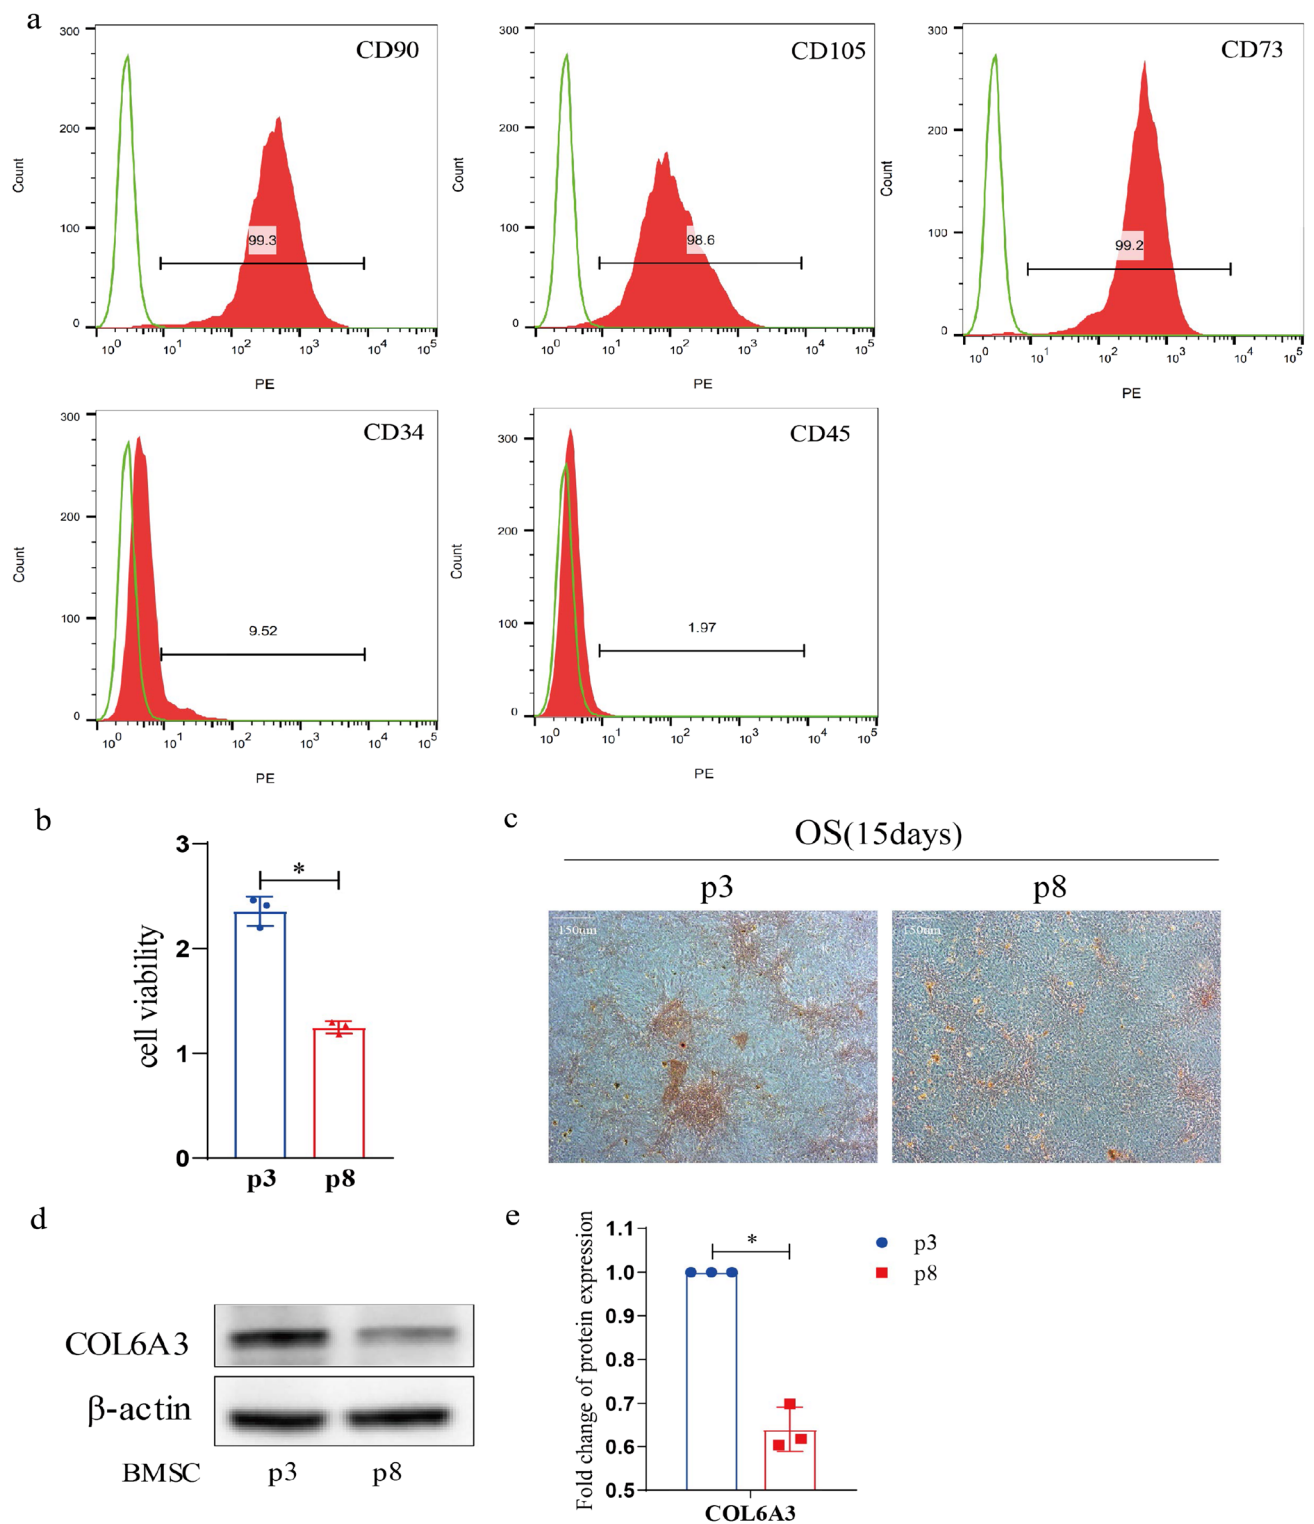 a
CD90
300
200
100
0
Count
99.3
10^0 10^1 10^2 10^3 10^4 10^5
PE
CD105
300
200
100
0
Count
98.6
10^0 10^1 10^2 10^3 10^4 10^5
PE
CD73
300
200
100
0
Count
99.2
10^0 10^1 10^2 10^3 10^4 10^5
PE
CD34
300
200
100
0
Count
9.52
10^0 10^1 10^2 10^3 10^4 10^5
PE
CD45
300
200
100
0
Count
1.97
10^0 10^1 10^2 10^3 10^4 10^5
PE
b
3
2
1
0
cell viability
*
p3 p8
c
OS(15days)
p3 p8
150um 150um
d
COL6A3
β-actin
BMSC p3 p8
e
Fold change of protein expression
1.1
1.0
0.9
0.8
0.7
0.6
0.5
*
COL6A3
p3
p8